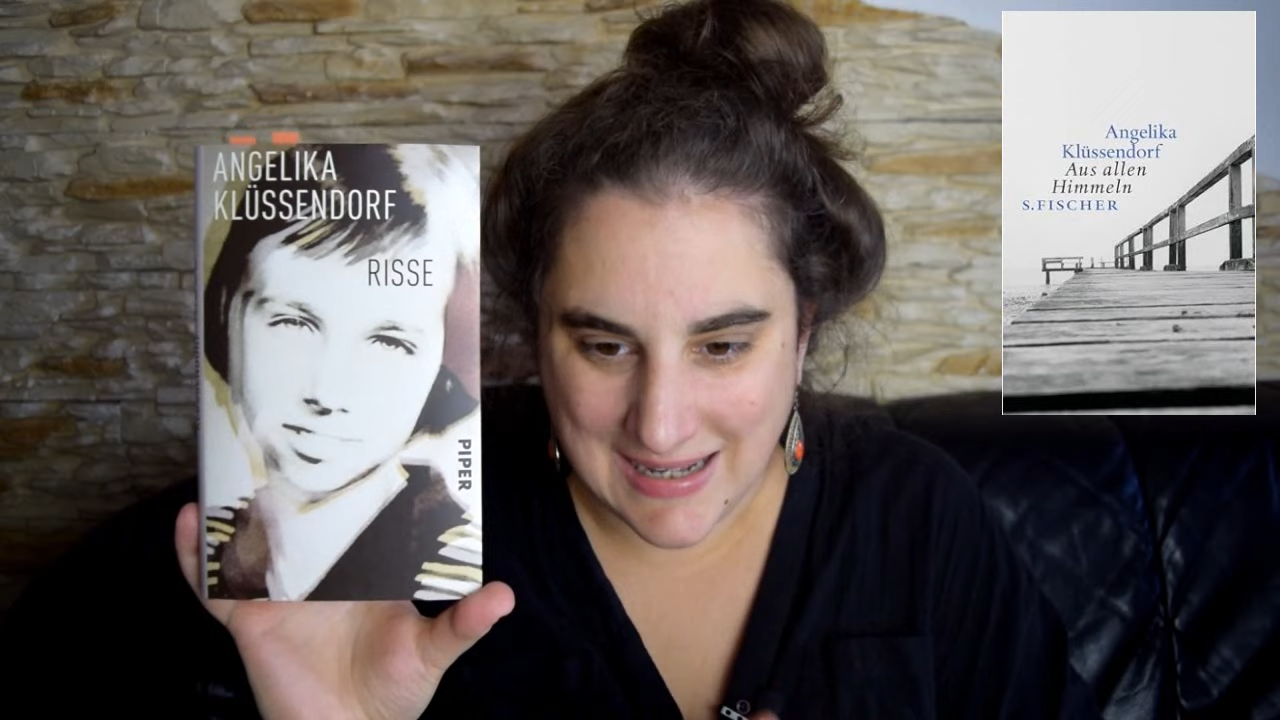 ANGELIKA
KLÜSSENDORF
RISSE
PIPER
Angelika
Klüssendorf
Aus allen
Himmeln
S.FISCHER